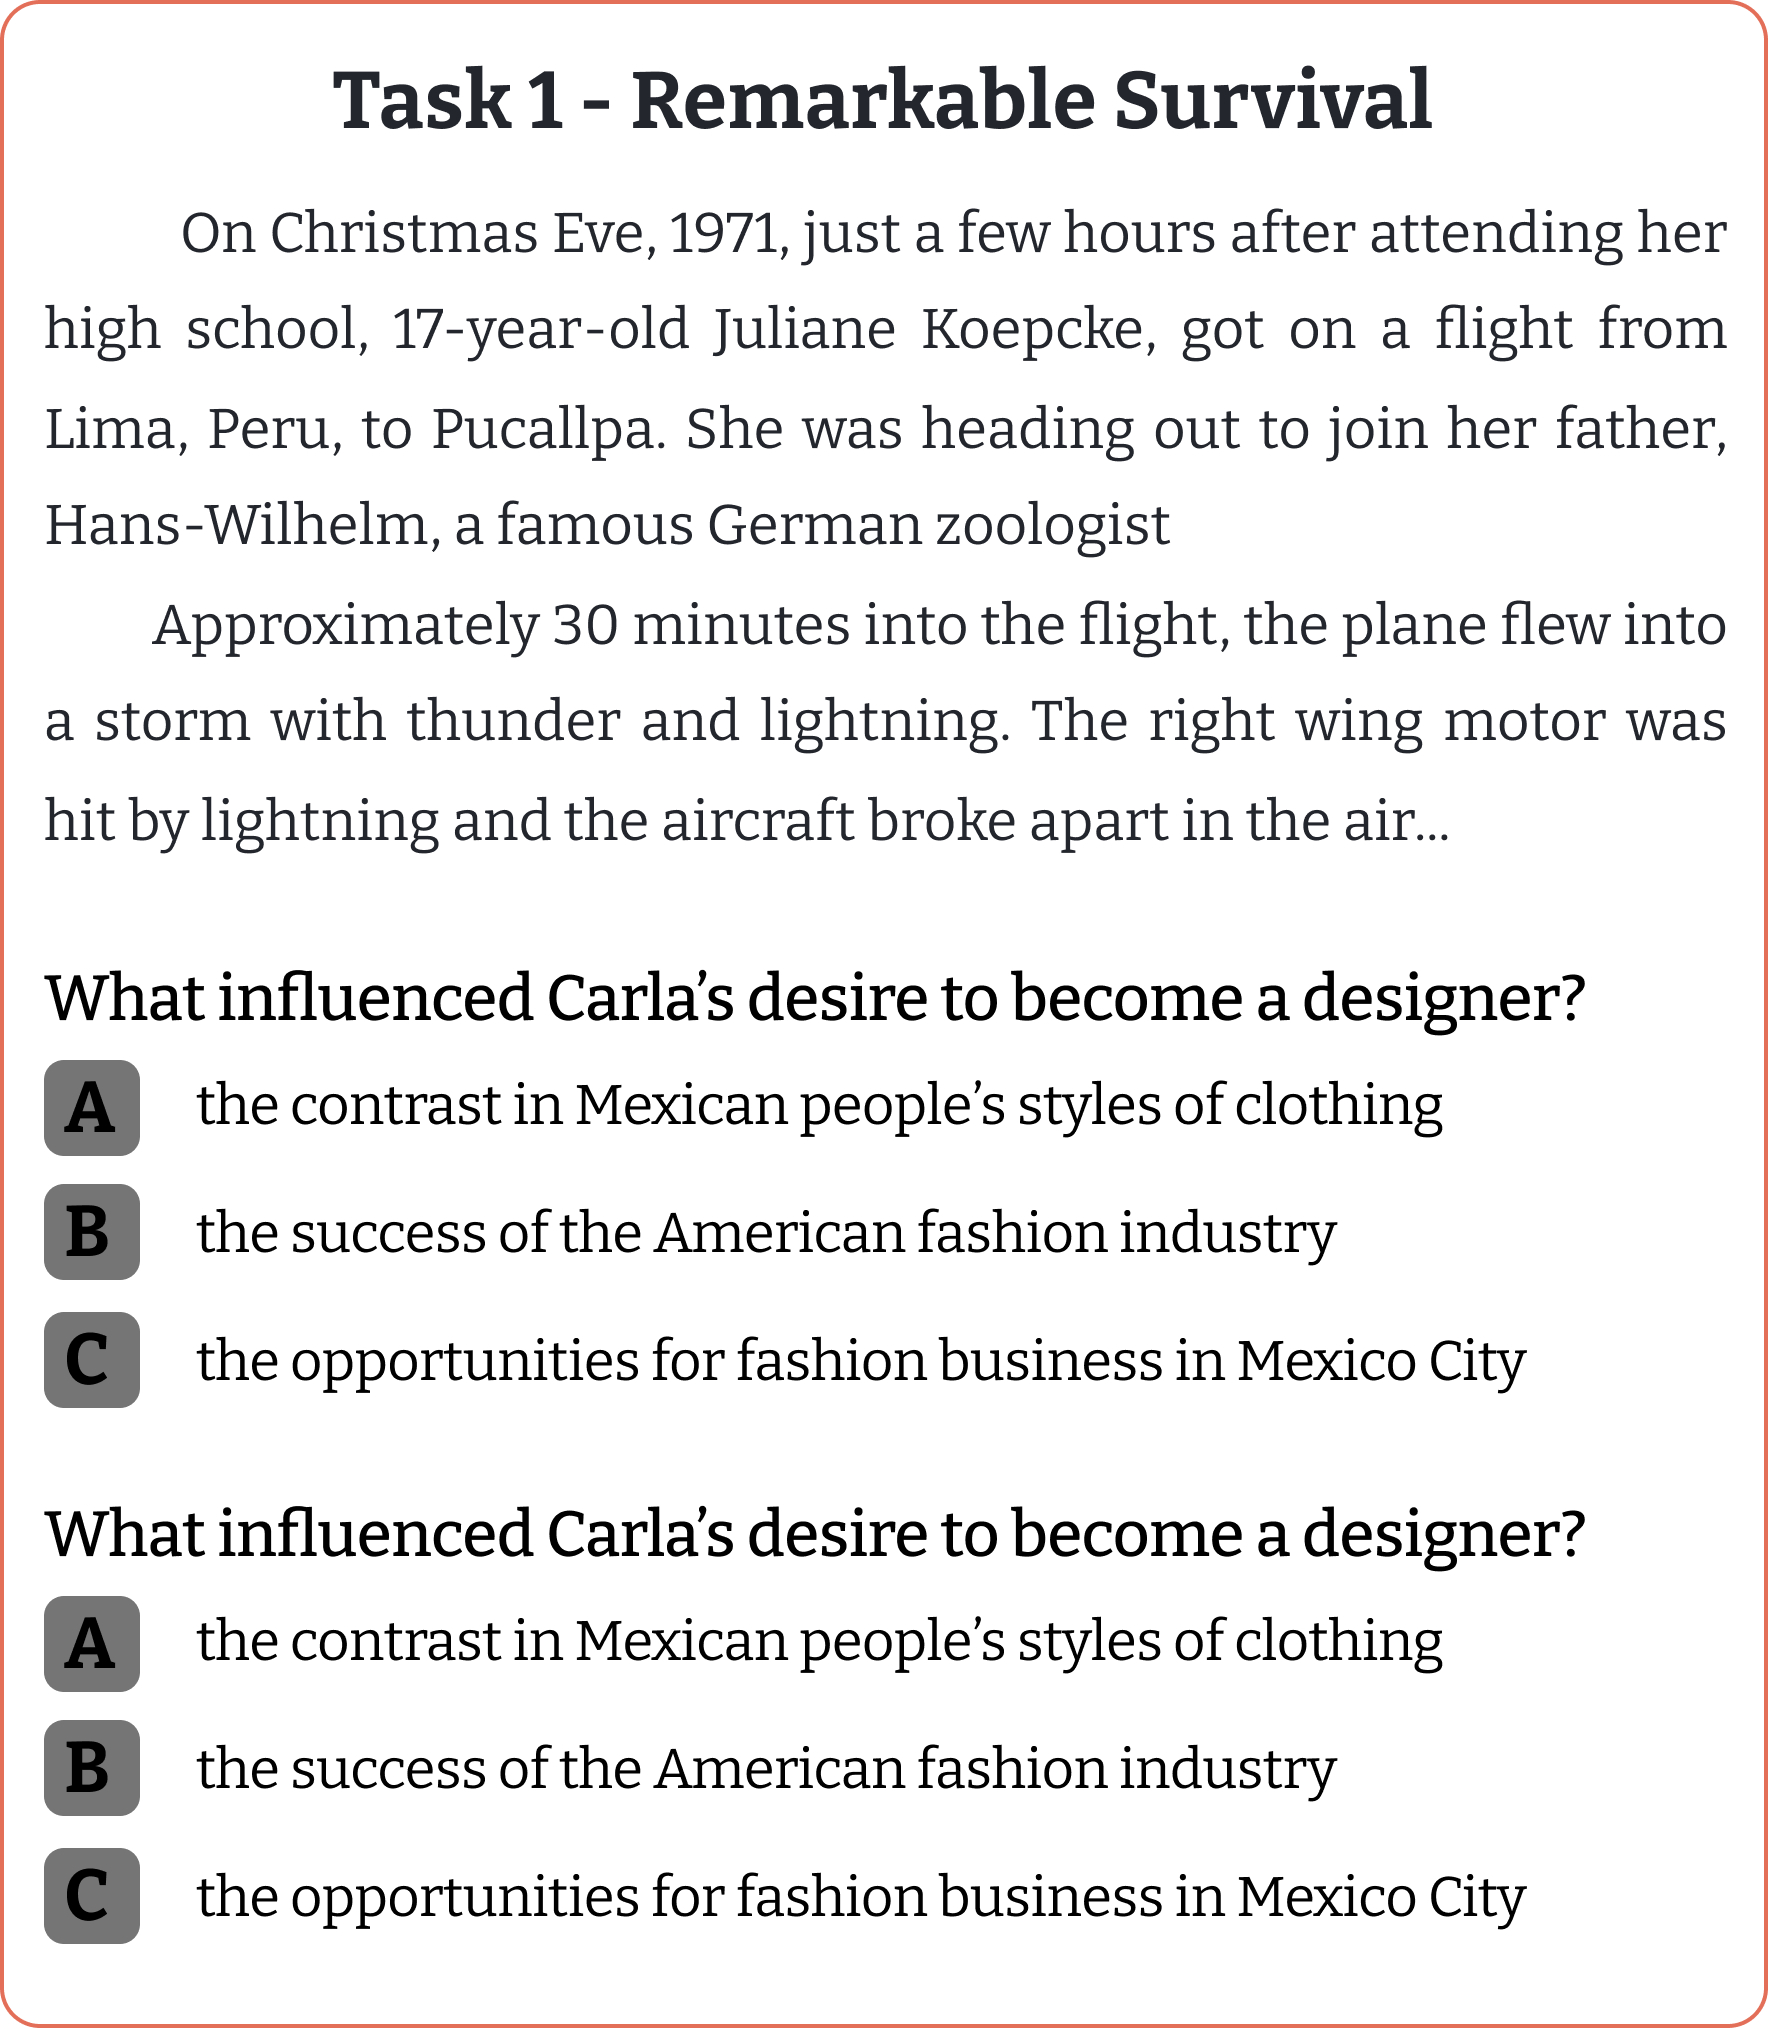 Task 1 - Remarkable Survival
On Christmas Eve, 1971, just a few hours after attending her
high school, 17-year-old Juliane Koepcke, got on a flight from
Lima, Peru, to Pucallpa. She was heading out to join her father,
Hans-Wilhelm, a famous German zoologist
Approximately 30 minutes into the flight, the plane flew into
a storm with thunder and lightning. The right wing motor was
hit by lightning and the aircraft broke apart in the air...
What influenced Carla’s desire to become a designer?
A the contrast in Mexican people’s styles of clothing
B the success of the American fashion industry
C the opportunities for fashion business in Mexico City
What influenced Carla’s desire to become a designer?
A the contrast in Mexican people’s styles of clothing
B the success of the American fashion industry
C the opportunities for fashion business in Mexico City